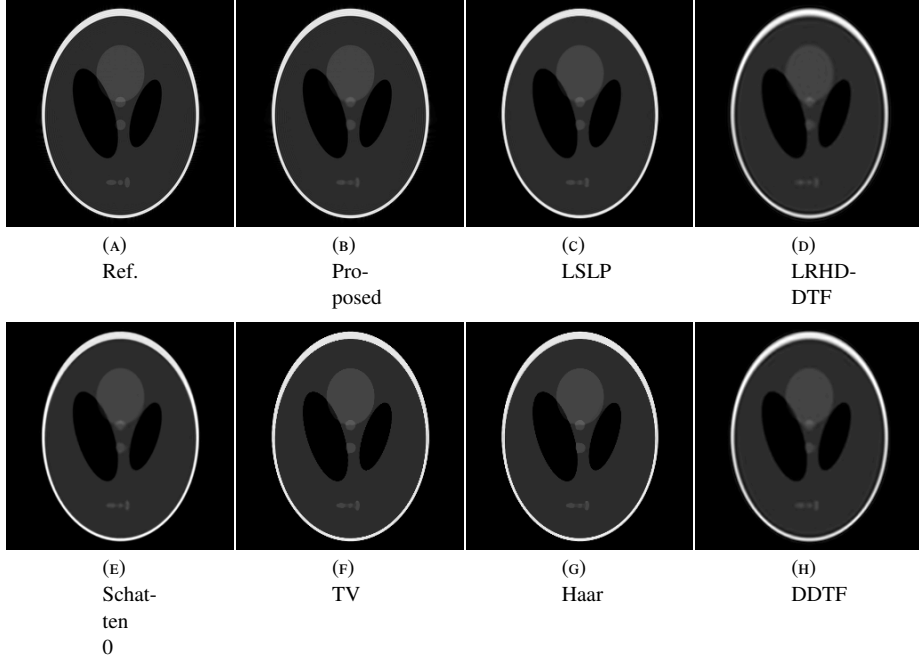 (A)
Ref.
(B)
Pro-
posed
(C)
LSLP
(D)
LRHD-
DTF
(E)
Schat-
ten
0
(F)
TV
(G)
Haar
(H)
DDTF